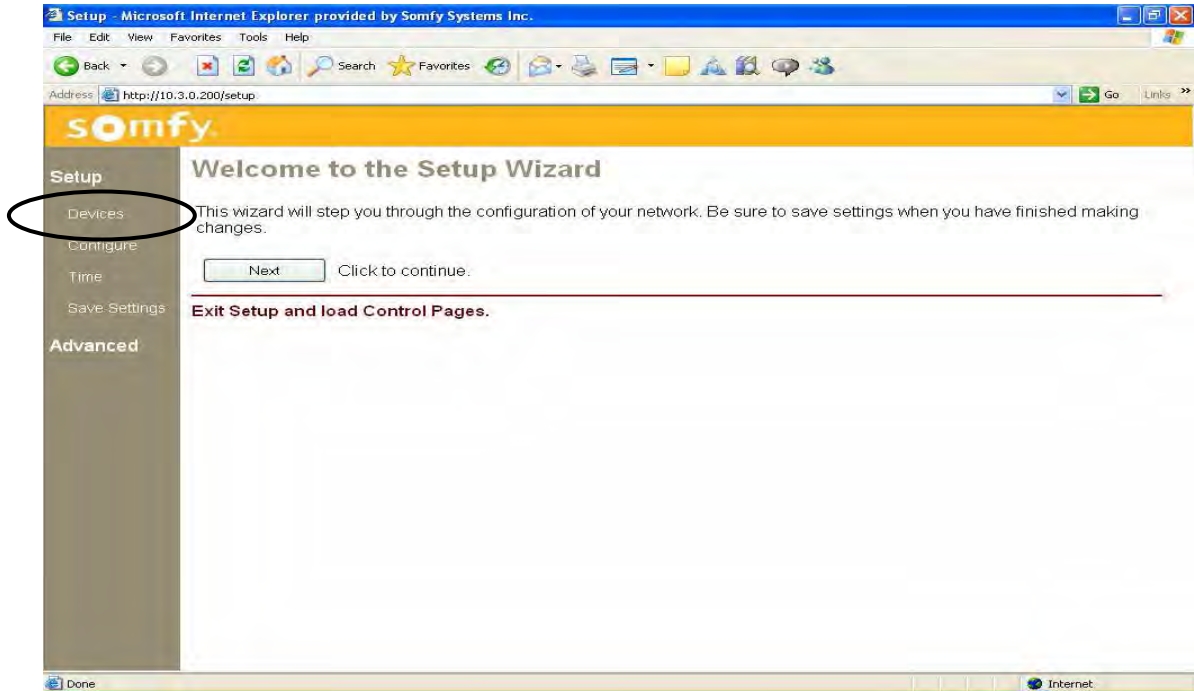 Setup - Microsoft Internet Explorer provided by Somfy Systems Inc.
File Edit View Favorites Tools Help
Back Search Favorites
Address http://10.3.0.200/setup Go Links »
somfy.
Setup
Devices
Configure
Time
Save Settings
Advanced
Welcome to the Setup Wizard
This wizard will step you through the configuration of your network. Be sure to save settings when you have finished making
changes.
Next Click to continue.
Exit Setup and load Control Pages.
Done Internet